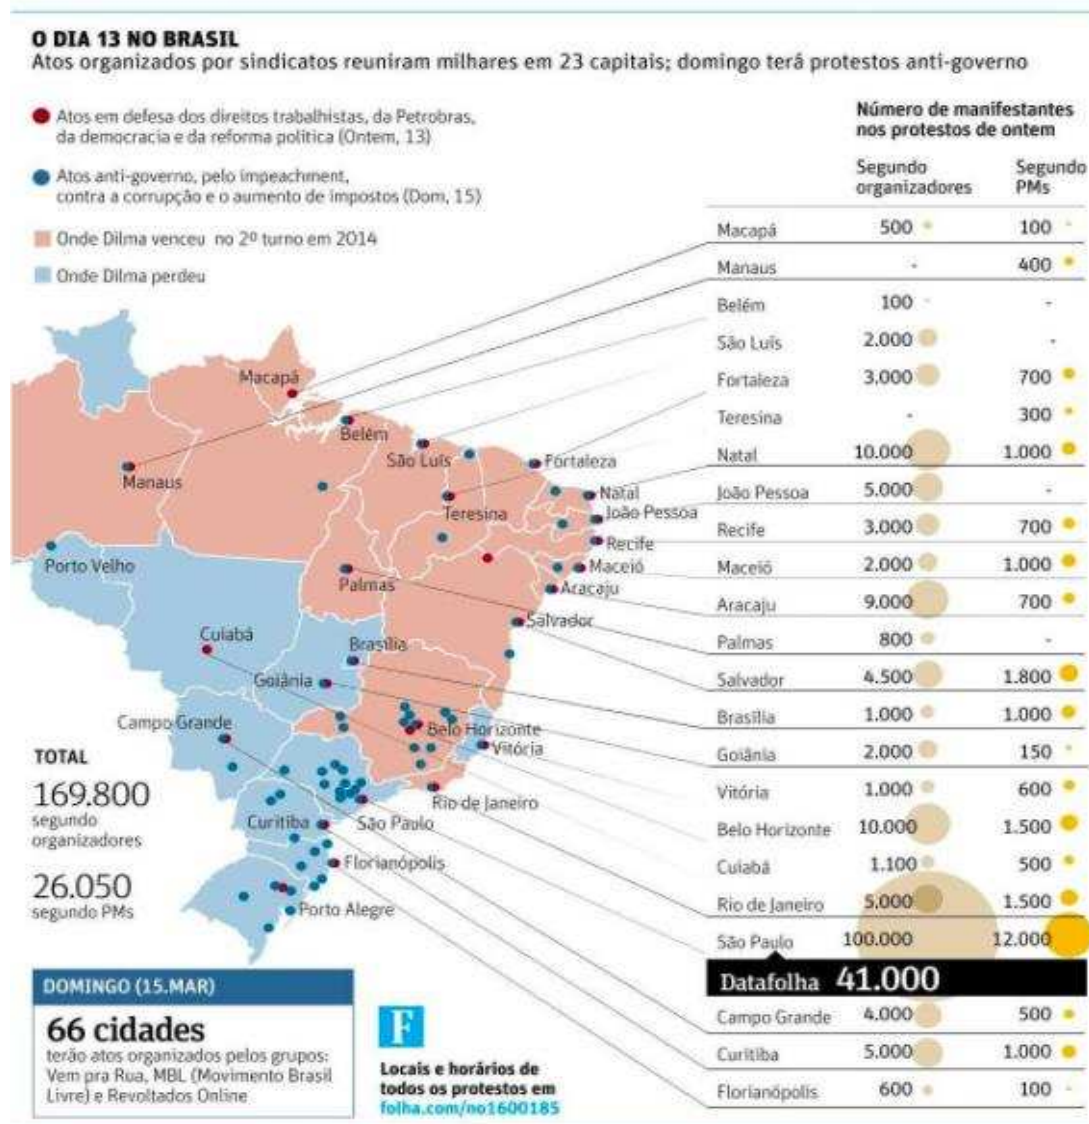 O DIA 13 NO BRASIL
Atos organizados por sindicatos reuniram milhares em 23 capitais; domingo terá protestos anti-governo
Atos em defesa dos direitos trabalhistas, da Petrobras,
da democracia e da reforma política (Ontem, 13)
Atos anti-governo, pelo impeachment,
contra a corrupção e o aumento de impostos (Dom, 15)
Onde Dilma venceu no 2º turno em 2014
Onde Dilma perdeu
Número de manifestantes
nos protestos de ontem
Segundo organizadores Segundo PMs
Macapá 500 100
Manaus - 400
Belém 100 -
São Luís 2.000 -
Fortaleza 3.000 700
Teresina - 300
Natal 10.000 1.000
João Pessoa 5.000 -
Recife 3.000 700
Maceió 2.000 1.000
Aracaju 9.000 700
Palmas 800 -
Salvador 4.500 1.800
Brasília 1.000 1.000
Goiânia 2.000 150
Vitória 1.000 600
Belo Horizonte 10.000 1.500
Cuiabá 1.100 500
Rio de Janeiro 5.000 1.500
São Paulo 100.000 12.000
Datafolha 41.000
Campo Grande 4.000 500
Curitiba 5.000 1.000
Florianópolis 600 100
Macapá
Belém
São Luís
Fortaleza
Manaus
Teresina
Natal
João Pessoa
Recife
Porto Velho
Palmas
Maceió
Aracaju
Salvador
Cuiabá
Brasília
Goiânia
Campo Grande
Belo Horizonte
Vitória
Rio de Janeiro
Curitiba
São Paulo
Florianópolis
Porto Alegre
TOTAL
169.800
segundo
organizadores
26.050
segundo PMs
DOMINGO (15.MAR)
66 cidades
terão atos organizados pelos grupos:
Vem pra Rua, MBL (Movimento Brasil
Livre) e Revoltados Online
F
Locais e horários de
todos os protestos em
folha.com/no1600185